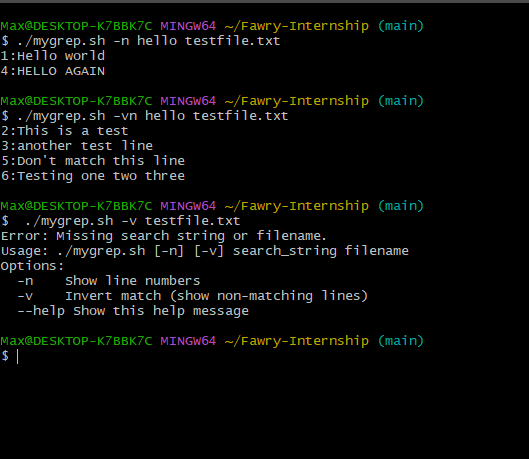 Max@DESKTOP-K7BBK7C MINGW64 ~/Fawry-Internship (main)
$ ./mygrep.sh -n hello testfile.txt
1:Hello world
4:HELLO AGAIN
Max@DESKTOP-K7BBK7C MINGW64 ~/Fawry-Internship (main)
$ ./mygrep.sh -vn hello testfile.txt
2:This is a test
3:another test line
5:Don't match this line
6:Testing one two three
Max@DESKTOP-K7BBK7C MINGW64 ~/Fawry-Internship (main)
$  ./mygrep.sh -v testfile.txt
Error: Missing search string or filename.
Usage: ./mygrep.sh [-n] [-v] search_string filename
Options:
  -n    Show line numbers
  -v    Invert match (show non-matching lines)
  --help Show this help message
Max@DESKTOP-K7BBK7C MINGW64 ~/Fawry-Internship (main)
$